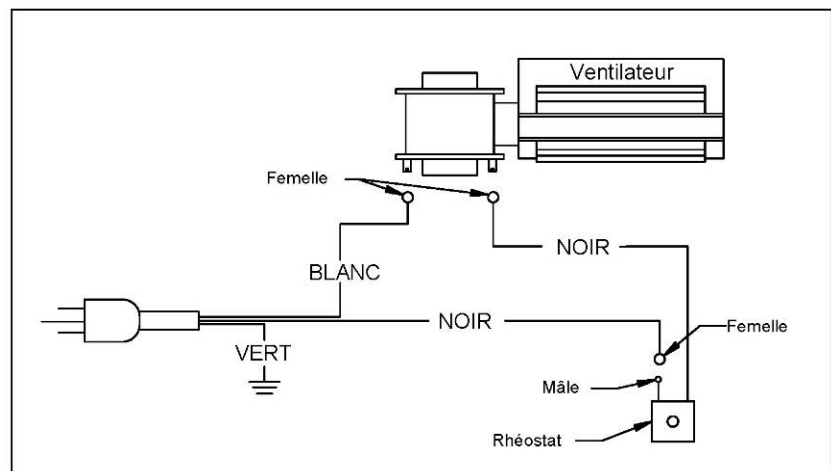 Ventilateur
Femelle
NOIR
BLANC
NOIR
Femelle
VERT
Mâle
Rhéostat